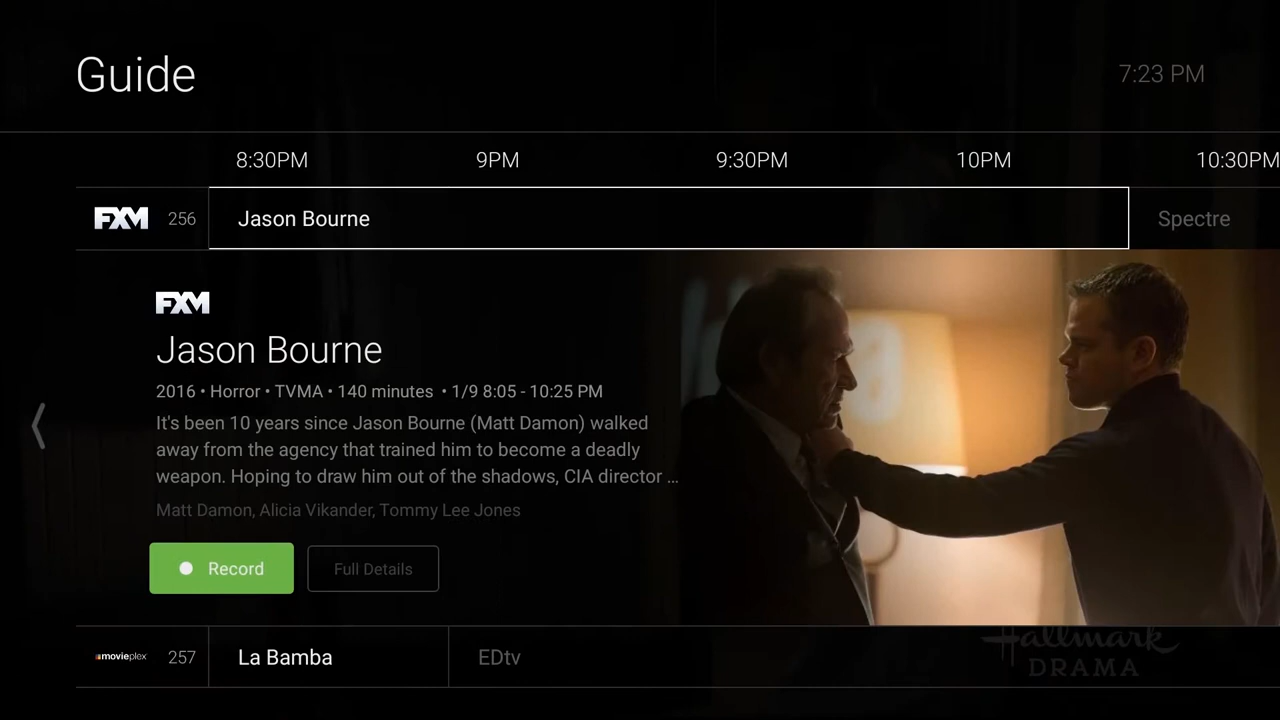 Guide
7:23 PM
8:30PM 9PM 9:30PM 10PM 10:30PM
FXM 256 Jason Bourne Spectre
FXM
Jason Bourne
2016 • Horror • TVMA • 140 minutes • 1/9 8:05 - 10:25 PM
It's been 10 years since Jason Bourne (Matt Damon) walked
away from the agency that trained him to become a deadly
weapon. Hoping to draw him out of the shadows, CIA director ...
Matt Damon, Alicia Vikander, Tommy Lee Jones
Record Full Details
movieplex 257 La Bamba EDtv
Hallmark
DRAMA